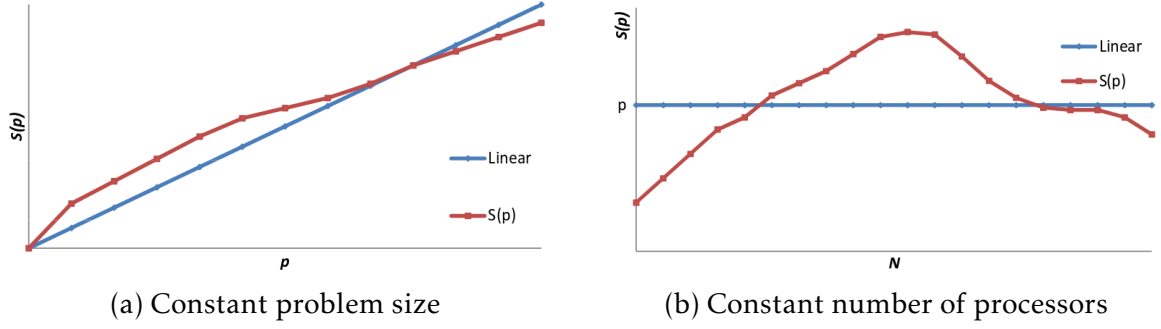 S(p)
Linear
S(p)
p
(a) Constant problem size
S(p)
p
Linear
S(p)
N
(b) Constant number of processors